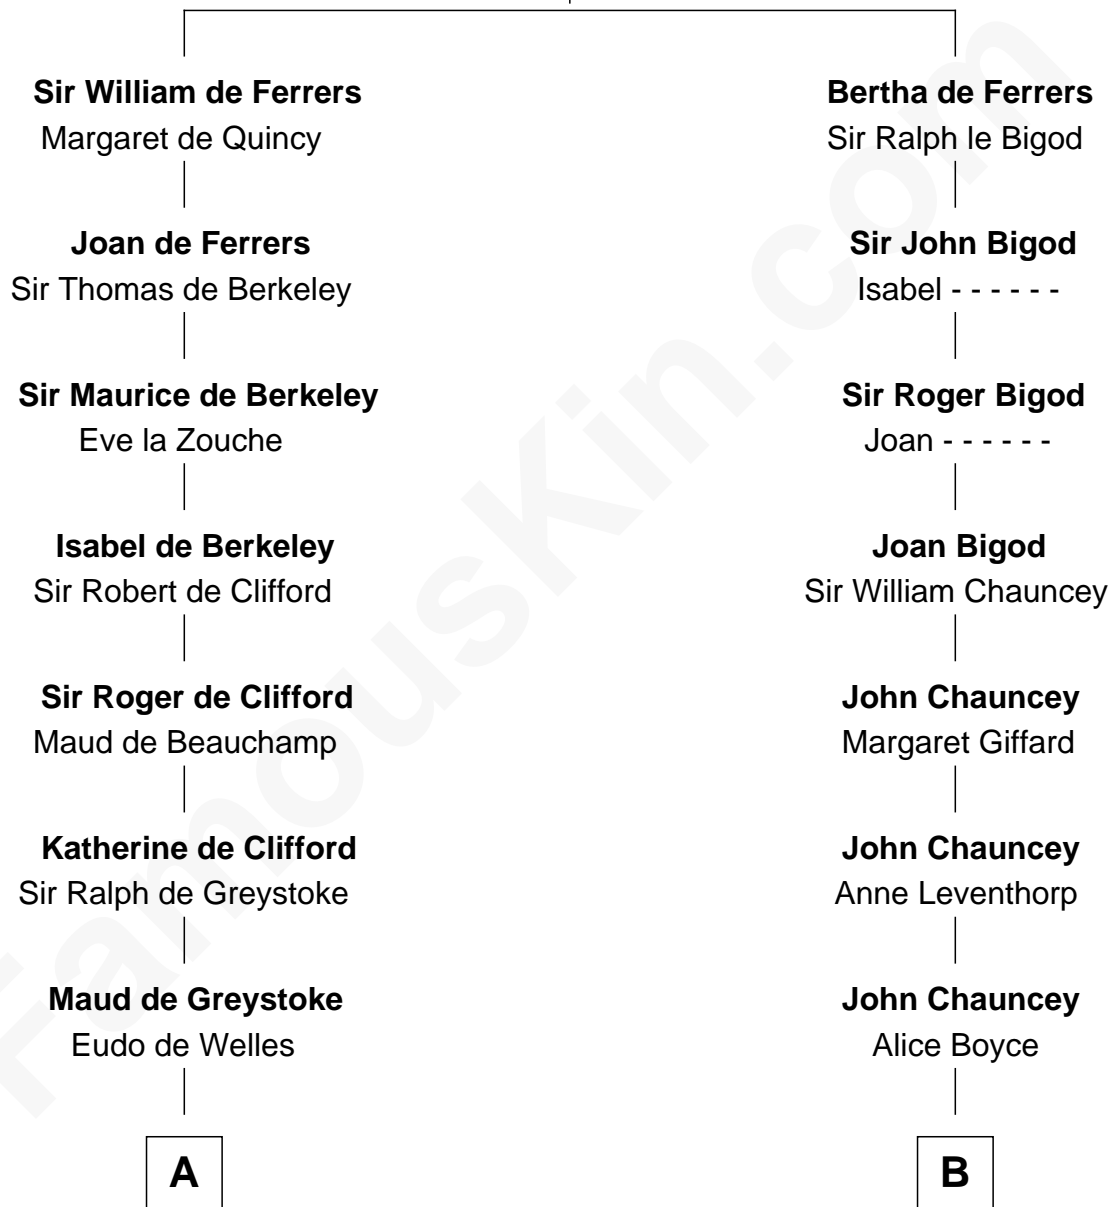 Sir William de Ferrers
Margaret de Quincy
Joan de Ferrers
Sir Thomas de Berkeley
Sir Maurice de Berkeley
Eve la Zouche
Isabel de Berkeley
Sir Robert de Clifford
Sir Roger de Clifford
Maud de Beauchamp
Katherine de Clifford
Sir Ralph de Greystoke
Maud de Greystoke
Eudo de Welles
A
Bertha de Ferrers
Sir Ralph le Bigod
Sir John Bigod
Isabel - - - - - -
Sir Roger Bigod
Joan - - - - - -
Joan Bigod
Sir William Chauncey
John Chauncey
Margaret Giffard
John Chauncey
Anne Leventhorp
John Chauncey
Alice Boyce
B
FamousKin.com